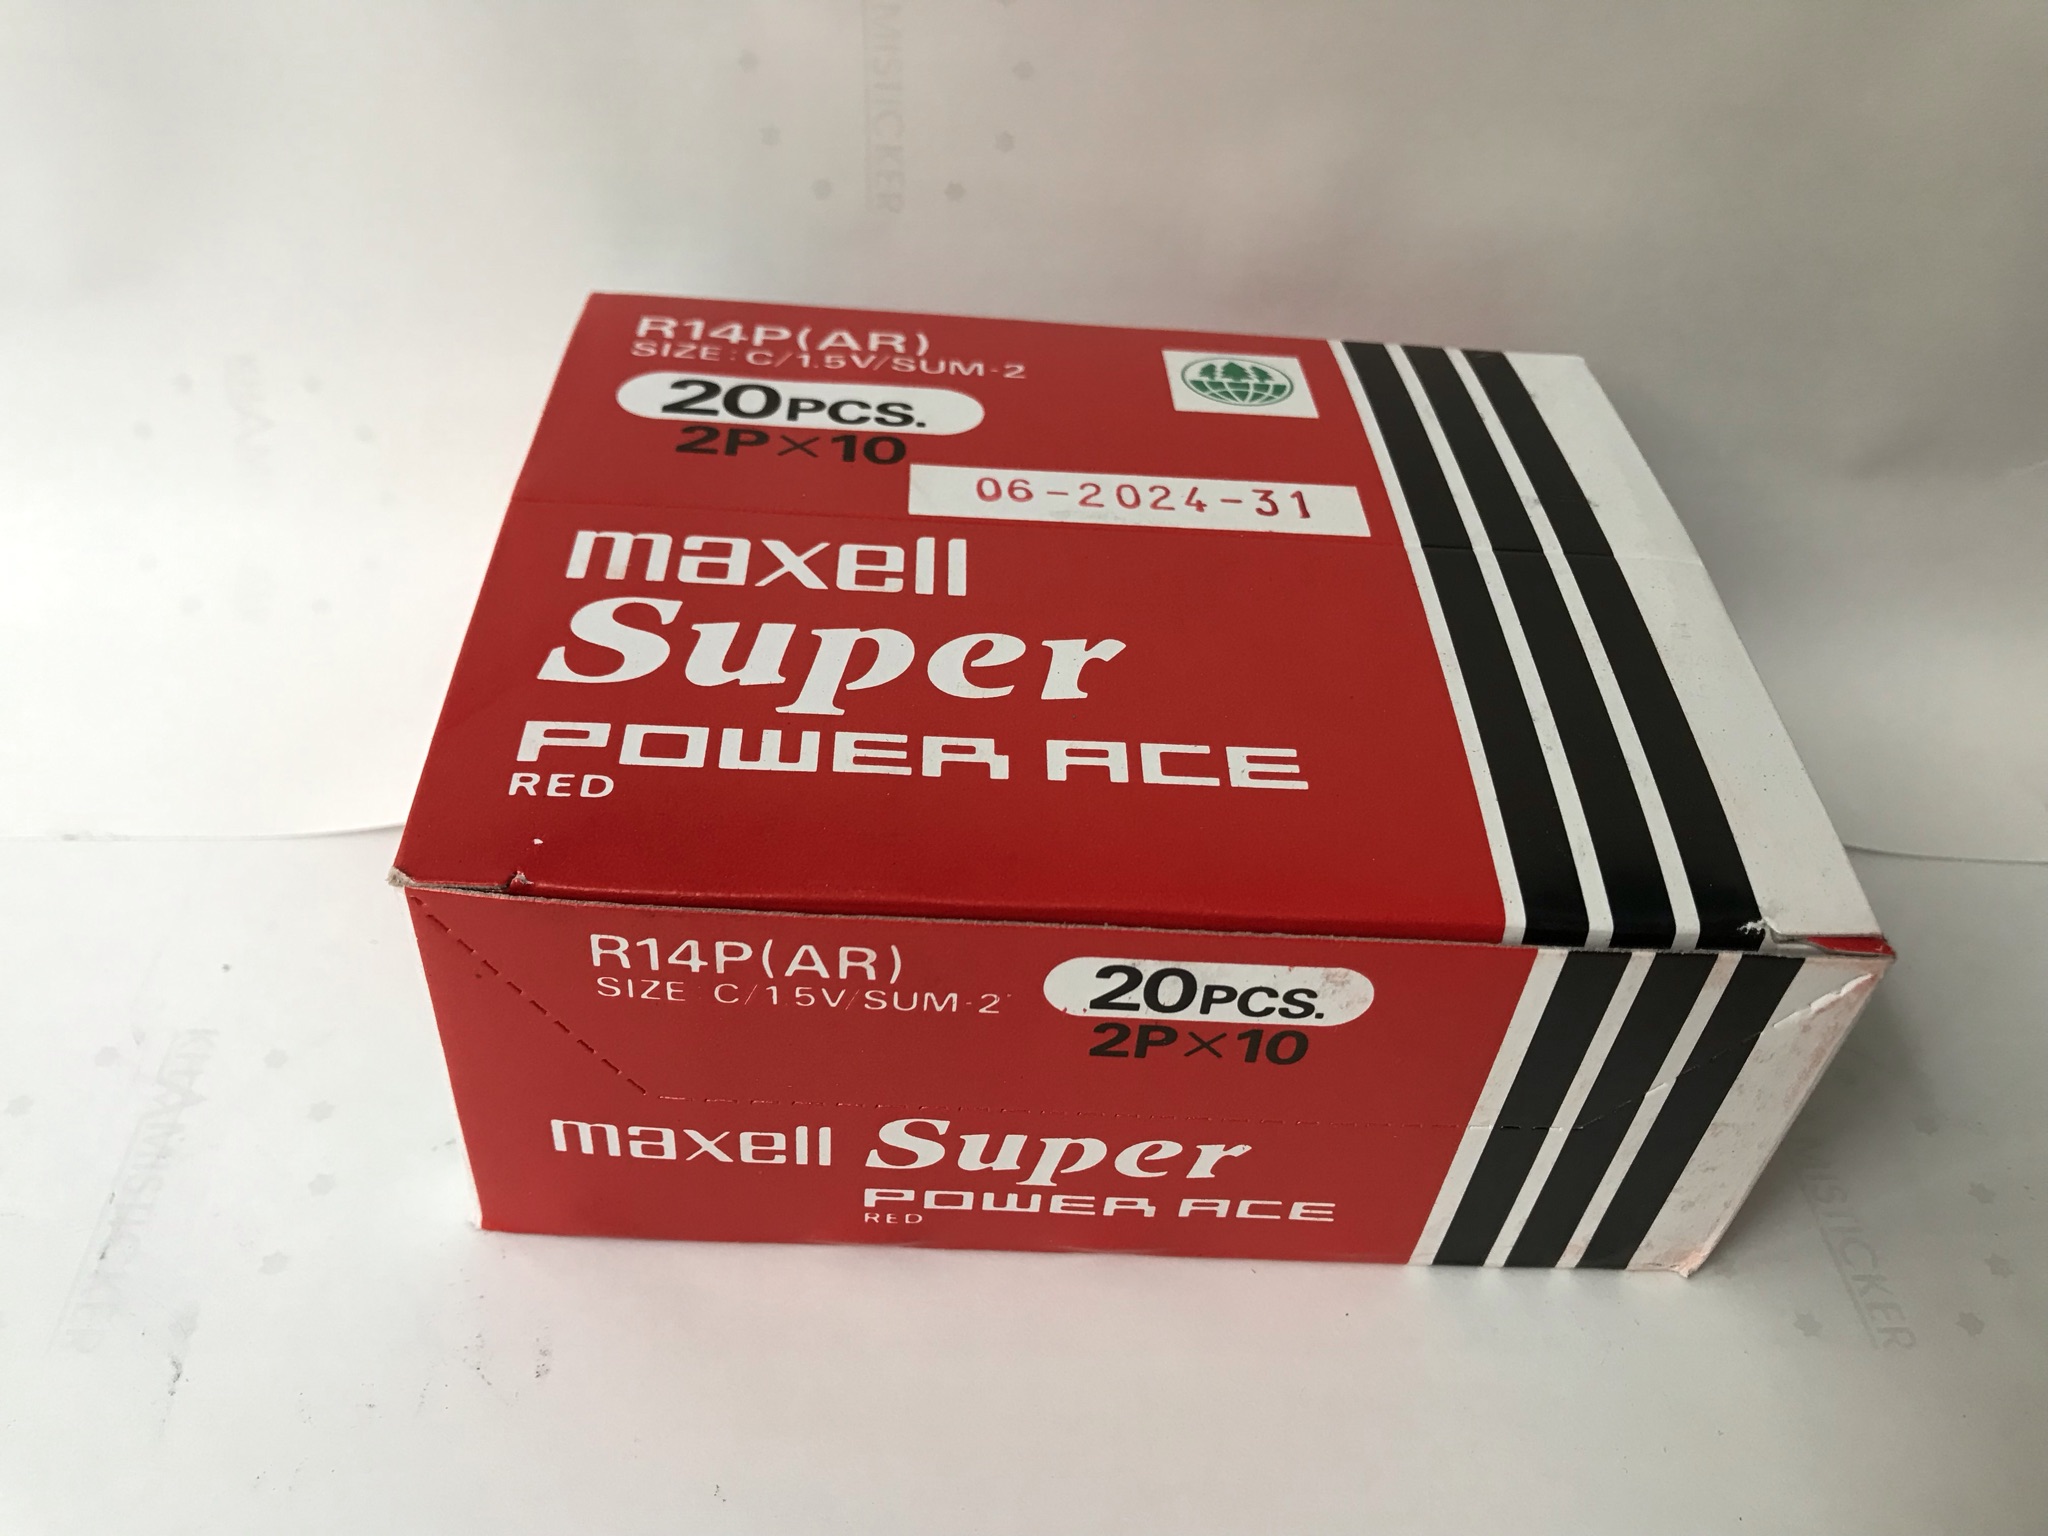 R14P(AR)
SIZE : C/1.5V/SUM-2
20PCS.
2P×10
06-2024-31
maxell
Super
POWER ACE
RED
R14P(AR)
SIZE C/1 5V/SUM-2
20PCS.
2P×10
maxell Super
POWER ACE
RED